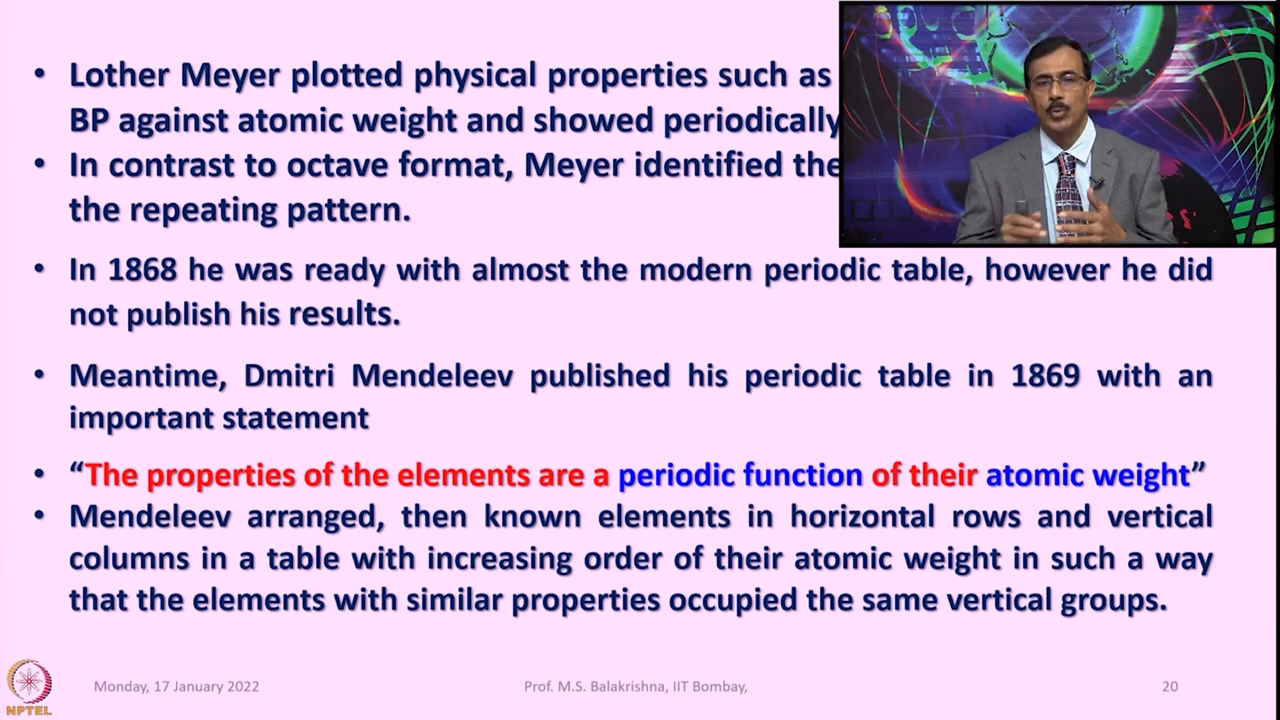 • Lother Meyer plotted physical properties such as
BP against atomic weight and showed periodically
• In contrast to octave format, Meyer identified the
the repeating pattern.
• In 1868 he was ready with almost the modern periodic table, however he did
not publish his results.
• Meantime, Dmitri Mendeleev published his periodic table in 1869 with an
important statement
• “The properties of the elements are a periodic function of their atomic weight”
• Mendeleev arranged, then known elements in horizontal rows and vertical
columns in a table with increasing order of their atomic weight in such a way
that the elements with similar properties occupied the same vertical groups.
NPTEL
Monday, 17 January 2022
Prof. M.S. Balakrishna, IIT Bombay,
20